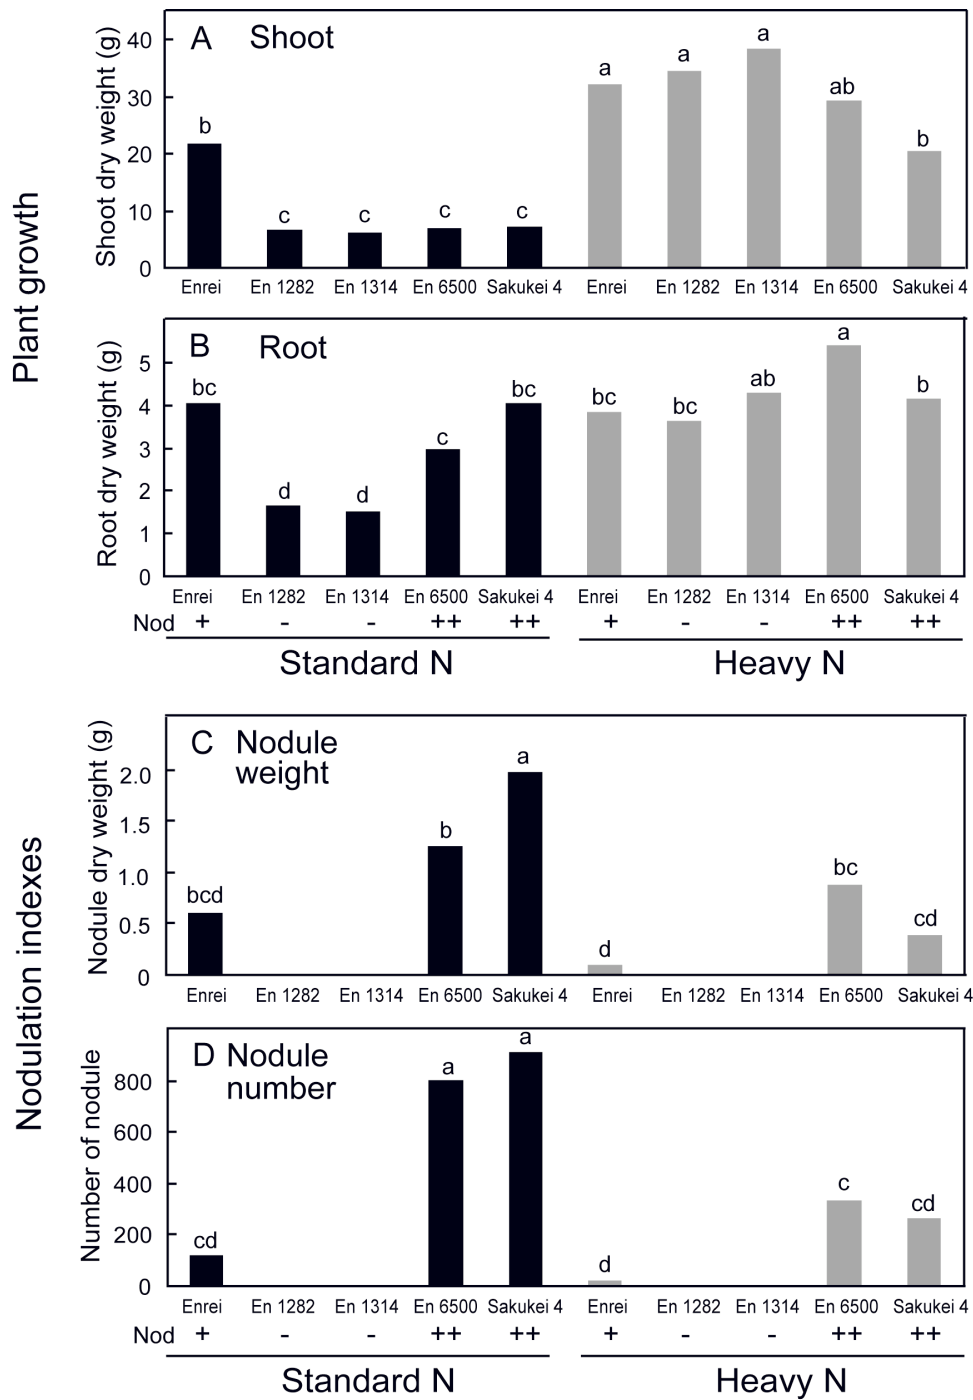 Plant growth
A Shoot
Shoot dry weight (g)
40
30
20
10
0
b c c c c a a a ab b
Enrei En 1282 En 1314 En 6500 Sakukei 4 Enrei En 1282 En 1314 En 6500 Sakukei 4
B Root
Root dry weight (g)
5
4
3
2
1
0
bc d d c bc bc bc ab a b
Enrei En 1282 En 1314 En 6500 Sakukei 4 Enrei En 1282 En 1314 En 6500 Sakukei 4
Nod + - - ++ ++ + - - ++ ++
Standard N Heavy N
Nodulation indexes
C Nodule
weight
Nodule dry weight (g)
2.0
1.5
1.0
0.5
0
bcd b a d bc cd
Enrei En 1282 En 1314 En 6500 Sakukei 4 Enrei En 1282 En 1314 En 6500 Sakukei 4
D Nodule
number
Number of nodule
800
600
400
200
0
cd a a d c cd
Enrei En 1282 En 1314 En 6500 Sakukei 4 Enrei En 1282 En 1314 En 6500 Sakukei 4
Nod + - - ++ ++ + - - ++ ++
Standard N Heavy N